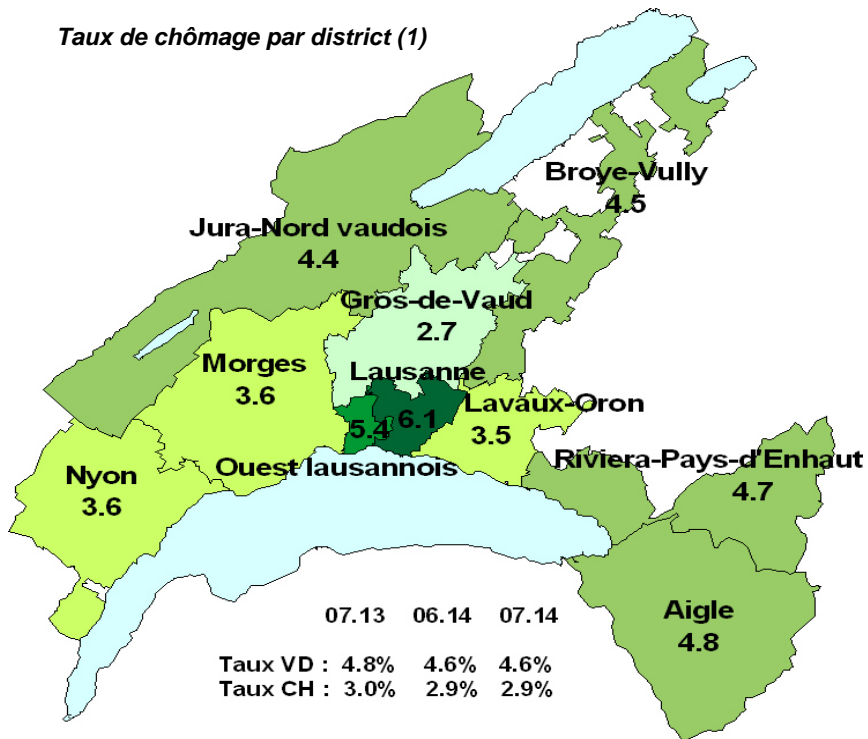 Taux de chômage par district (1)
Broye-Vully
4.5
Jura-Nord vaudois
4.4
Gros-de-Vaud
2.7
Morges
3.6
Lausanne
6.1
5.4
Ouest lausannois
Lavaux-Oron
3.5
Riviera-Pays-d'Enhaut
4.7
Nyon
3.6
Aigle
4.8
07.13 06.14 07.14
Taux VD : 4.8% 4.6% 4.6%
Taux CH : 3.0% 2.9% 2.9%